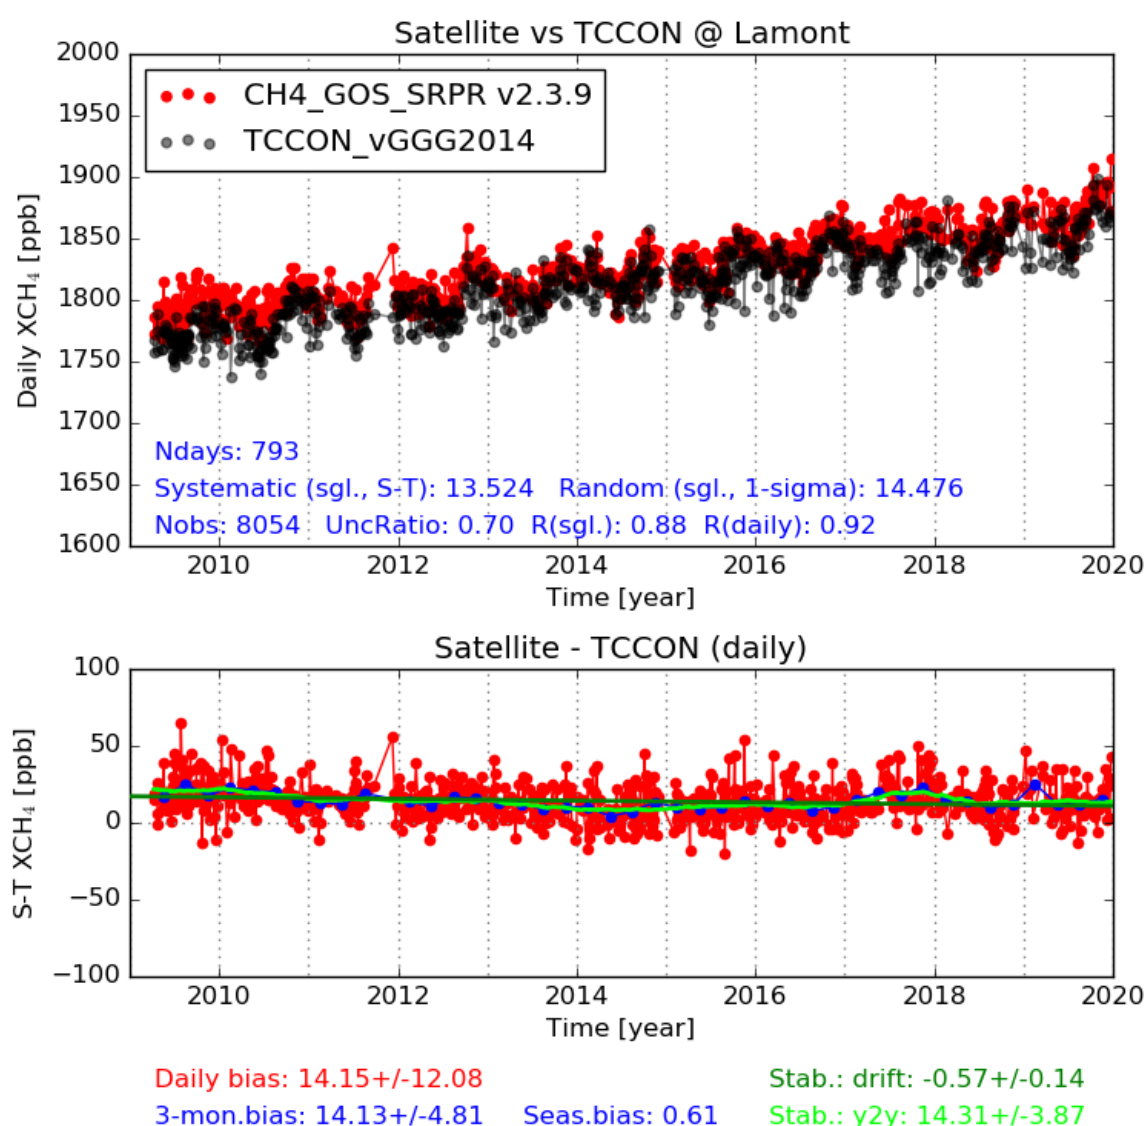 Satellite vs TCCON @ Lamont
2000
1950
1900
1850
1800
1750
1700
1650
1600
Daily XCH₄ [ppb]
CH4_GOS_SRPR v2.3.9
TCCON_vGGG2014
Ndays: 793
Systematic (sgl., S-T): 13.524 Random (sgl., 1-sigma): 14.476
Nobs: 8054 UncRatio: 0.70 R(sgl.): 0.88 R(daily): 0.92
2010 2012 2014 2016 2018 2020
Time [year]
Satellite - TCCON (daily)
100
50
0
−50
−100
S-T XCH₄ [ppb]
2010 2012 2014 2016 2018 2020
Time [year]
Daily bias: 14.15+/-12.08 Stab.: drift: -0.57+/-0.14
3-mon.bias: 14.13+/-4.81 Seas.bias: 0.61 Stab.: y2y: 14.31+/-3.87